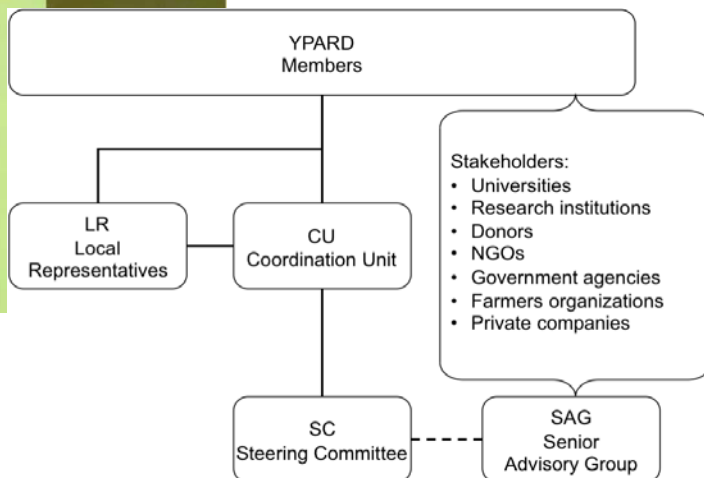 YPARD
Members
Stakeholders:
• Universities
• Research institutions
• Donors
• NGOs
• Government agencies
• Farmers organizations
• Private companies
LR
Local
Representatives
CU
Coordination Unit
SC
Steering Committee
SAG
Senior
Advisory Group